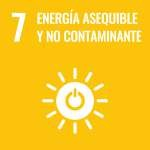 7 ENERGÍA ASEQUIBLE
Y NO CONTAMINANTE